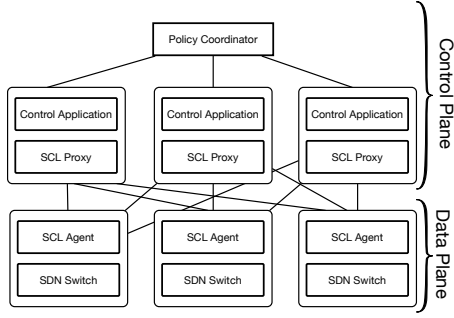 Policy Coordinator
Control Application
Control Application
Control Application
SCL Proxy
SCL Proxy
SCL Proxy
Control Plane
SCL Agent
SCL Agent
SCL Agent
SDN Switch
SDN Switch
SDN Switch
Data Plane